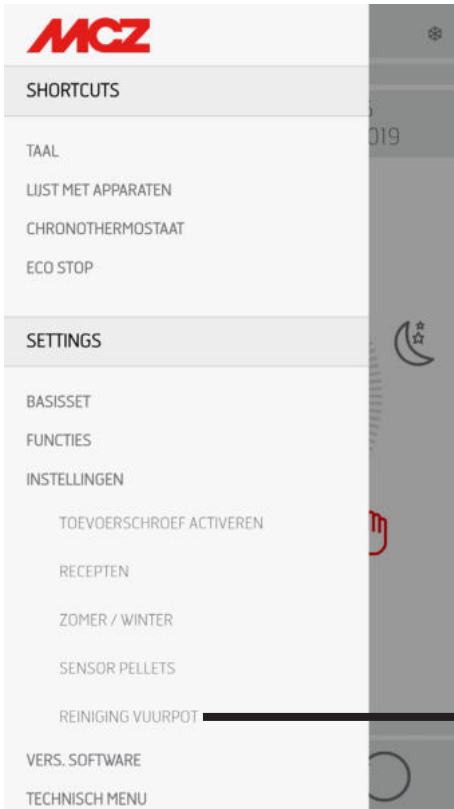 MCZ
SHORTCUTS
019
TAAL
LIJST MET APPARATEN
CHRONOTHERMOSTAAT
ECO STOP
SETTINGS
BASISSET
FUNCTIES
INSTELLINGEN
TOEVOERSCHROEF ACTIVEREN
RECEPTEN
ZOMER / WINTER
SENSOR PELLETS
REINIGING VUURPOT
VERS. SOFTWARE
TECHNISCH MENU